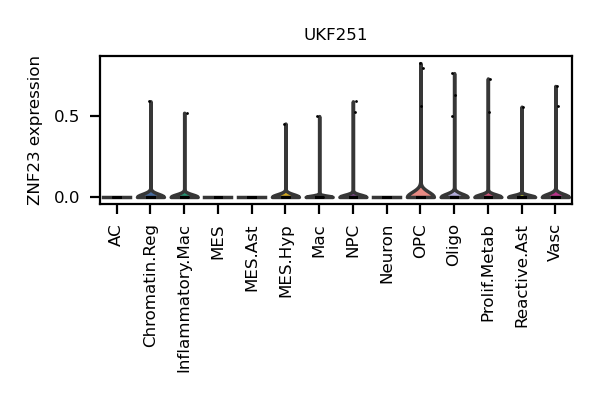 UKF251
ZNF23 expression
0.5
0.0
AC
Chromatin.Reg
Inflammatory.Mac
MES
MES.Ast
MES.Hyp
Mac
NPC
Neuron
OPC
Oligo
Prolif.Metab
Reactive.Ast
Vasc